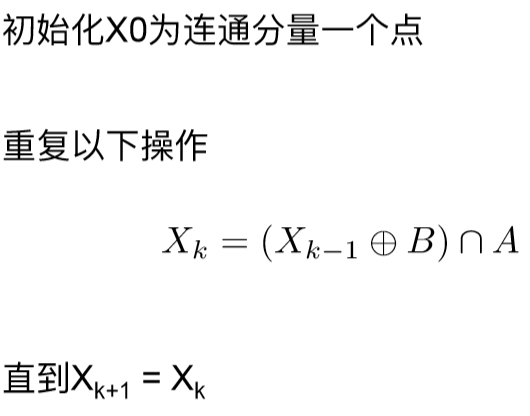 初始化X0为连通分量一个点
重复以下操作
X_k = (X_{k−1} ⊕ B) ∩ A
直到X_{k+1} = X_k